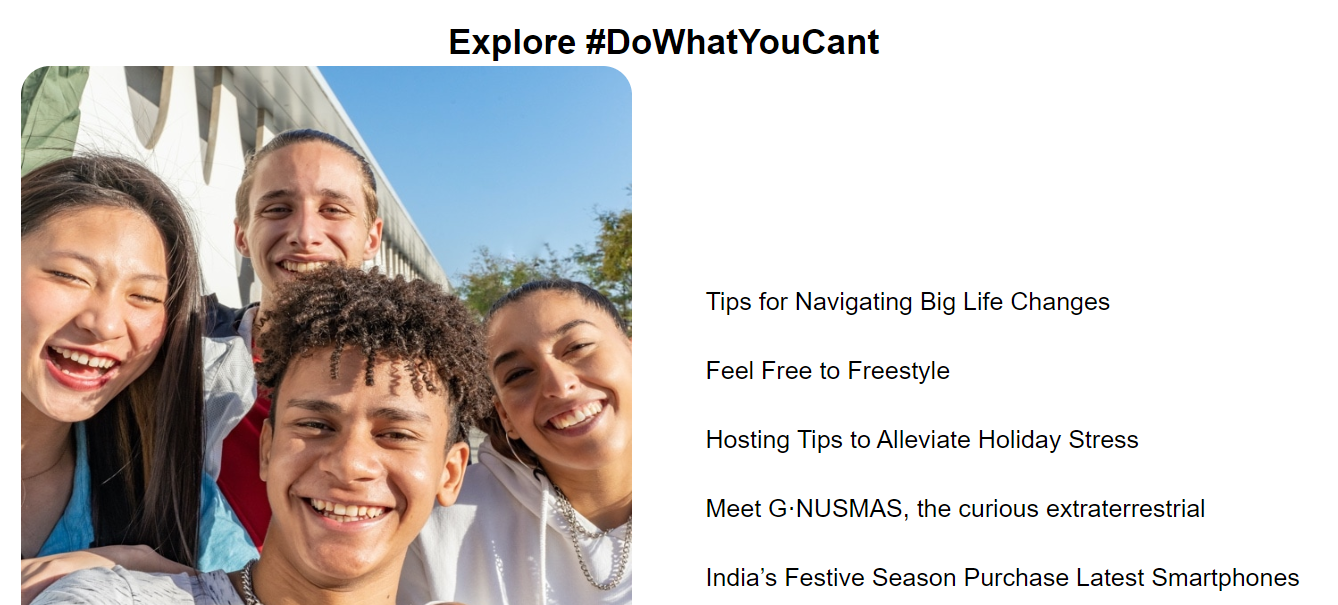 Explore #DoWhatYouCant
Tips for Navigating Big Life Changes
Feel Free to Freestyle
Hosting Tips to Alleviate Holiday Stress
Meet G·NUSMAS, the curious extraterrestrial
India’s Festive Season Purchase Latest Smartphones